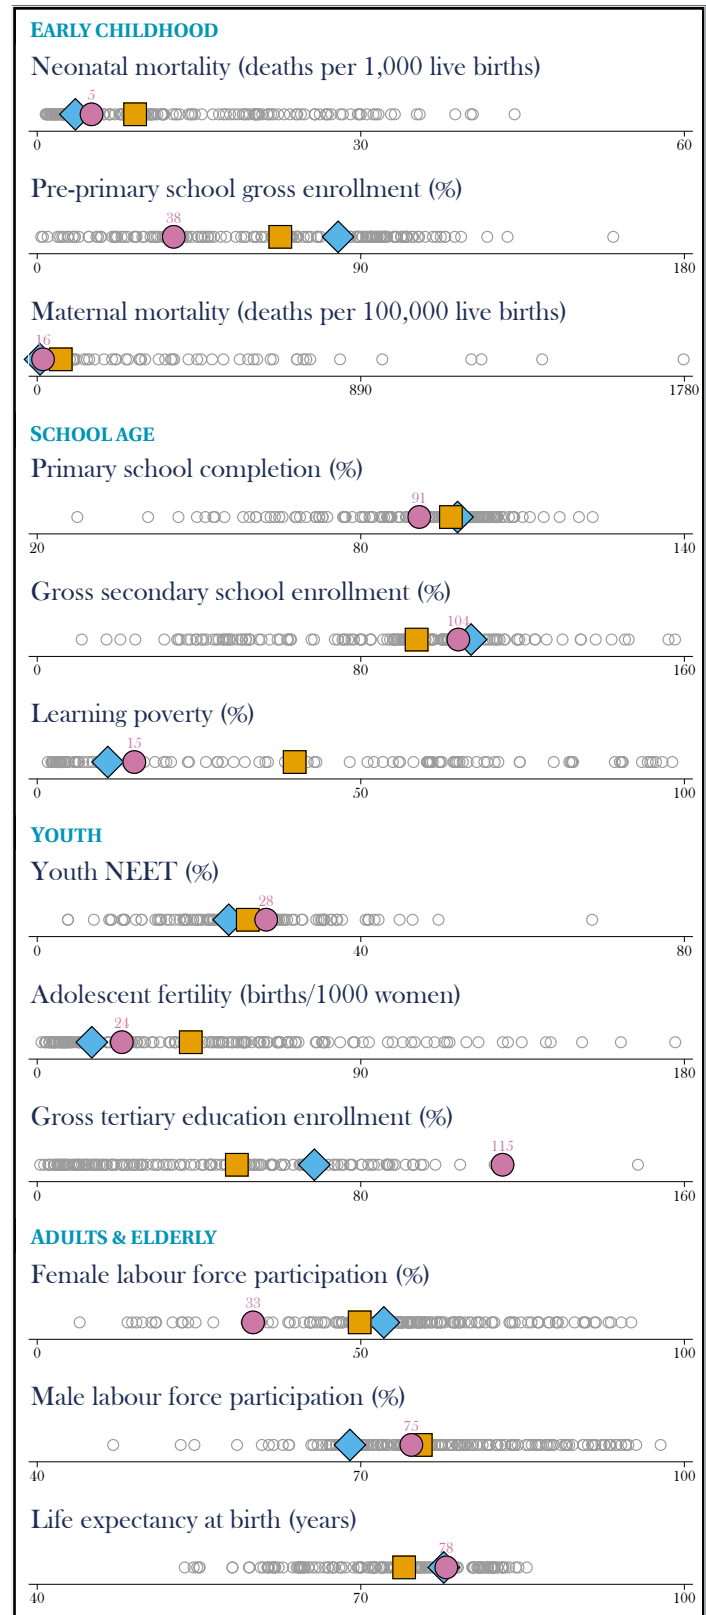 EARLY CHILDHOOD
Neonatal mortality (deaths per 1,000 live births)
5
0 30 60
Pre-primary school gross enrollment (%)
38
0 90 180
Maternal mortality (deaths per 100,000 live births)
16
0 890 1780
SCHOOL AGE
Primary school completion (%)
91
20 80 140
Gross secondary school enrollment (%)
104
0 80 160
Learning poverty (%)
15
0 50 100
YOUTH
Youth NEET (%)
28
0 40 80
Adolescent fertility (births/1000 women)
24
0 90 180
Gross tertiary education enrollment (%)
115
0 80 160
ADULTS & ELDERLY
Female labour force participation (%)
33
0 50 100
Male labour force participation (%)
75
40 70 100
Life expectancy at birth (years)
78
40 70 100